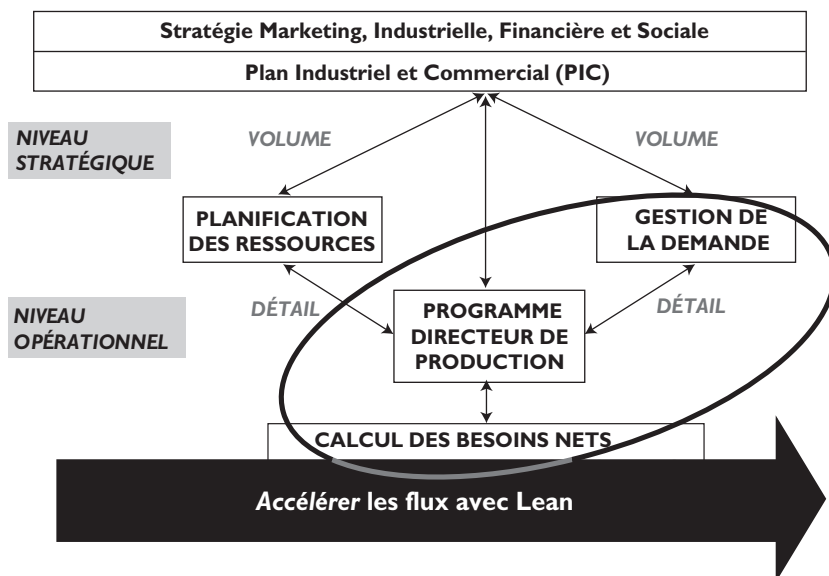 Stratégie Marketing, Industrielle, Financière et Sociale
Plan Industriel et Commercial (PIC)
NIVEAU
STRATÉGIQUE
VOLUME
VOLUME
PLANIFICATION
DES RESSOURCES
GESTION DE
LA DEMANDE
NIVEAU
OPÉRATIONNEL
DÉTAIL
PROGRAMME
DIRECTEUR DE
PRODUCTION
DÉTAIL
CALCUL DES BESOINS NETS
Accélérer les flux avec Lean